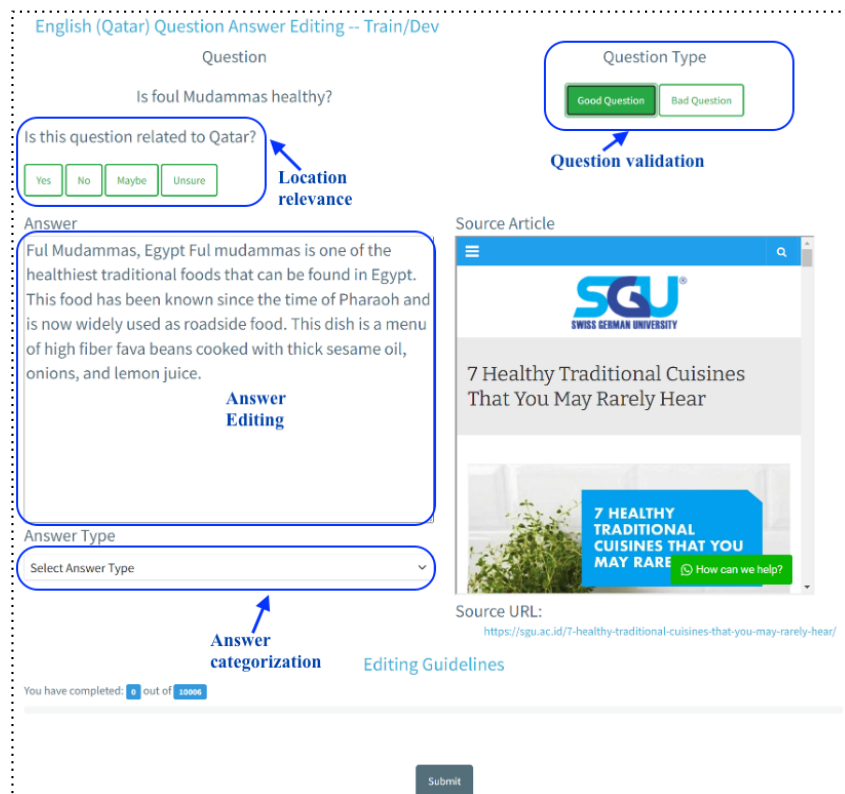 English (Qatar) Question Answer Editing -- Train/Dev
Question
Question Type
Is foul Mudammas healthy?
Good Question
Bad Question
Is this question related to Qatar?
Question validation
Yes
No
Maybe
Unsure
Location
relevance
Answer
Source Article
Ful Mudammas, Egypt Ful mudammas is one of the
healthiest traditional foods that can be found in Egypt.
This food has been known since the time of Pharaoh and
is now widely used as roadside food. This dish is a menu
of high fiber fava beans cooked with thick sesame oil,
onions, and lemon juice.
Answer
Editing
SGU®
SWISS GERMAN UNIVERSITY
7 Healthy Traditional Cuisines
That You May Rarely Hear
7 HEALTHY
TRADITIONAL
CUISINES THAT YOU
MAY RARE
How can we help?
Answer Type
Select Answer Type
Answer
categorization
Source URL:
https://sgu.ac.id/7-healthy-traditional-cuisines-that-you-may-rarely-hear/
Editing Guidelines
You have completed: 0 out of 10006
Submit